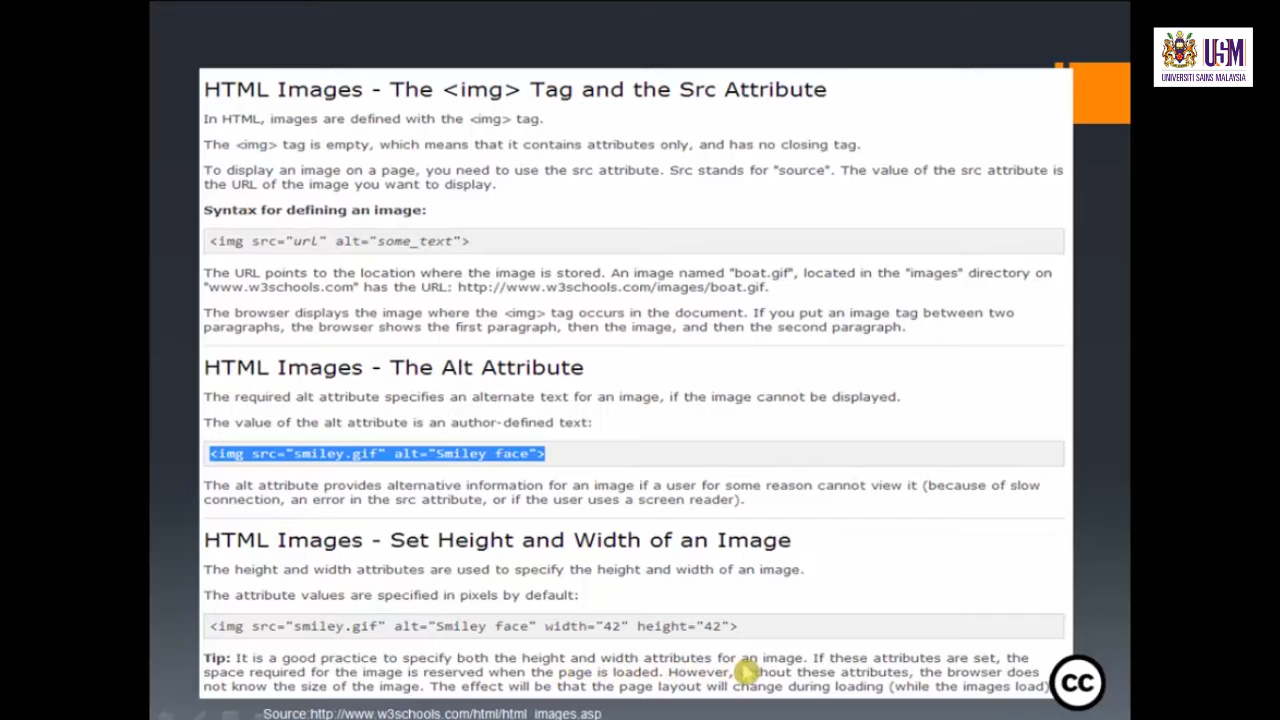 USM
UNIVERSITI SAINS MALAYSIA
HTML Images - The <img> Tag and the Src Attribute
In HTML, images are defined with the <img> tag.
The <img> tag is empty, which means that it contains attributes only, and has no closing tag.
To display an image on a page, you need to use the src attribute. Src stands for "source". The value of the src attribute is
the URL of the image you want to display.
Syntax for defining an image:
<img src="url" alt="some_text">
The URL points to the location where the image is stored. An image named "boat.gif", located in the "images" directory on
"www.w3schools.com" has the URL: http://www.w3schools.com/images/boat.gif.
The browser displays the image where the <img> tag occurs in the document. If you put an image tag between two
paragraphs, the browser shows the first paragraph, then the image, and then the second paragraph.
HTML Images - The Alt Attribute
The required alt attribute specifies an alternate text for an image, if the image cannot be displayed.
The value of the alt attribute is an author-defined text:
<img src="smiley.gif" alt="Smiley face">
The alt attribute provides alternative information for an image if a user for some reason cannot view it (because of slow
connection, an error in the src attribute, or if the user uses a screen reader).
HTML Images - Set Height and Width of an Image
The height and width attributes are used to specify the height and width of an image.
The attribute values are specified in pixels by default:
<img src="smiley.gif" alt="Smiley face" width="42" height="42">
Tip: It is a good practice to specify both the height and width attributes for an image. If these attributes are set, the
space required for the image is reserved when the page is loaded. However, without these attributes, the browser does
not know the size of the image. The effect will be that the page layout will change during loading (while the images load)
CC
Source:http://www.w3schools.com/html/html_images.asp